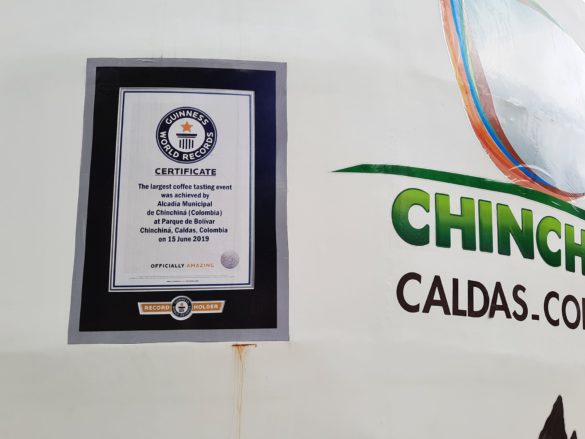 GUINNESS
WORLD RECORDS
CERTIFICATE
The largest coffee tasting event
was achieved by
Alcadia Municipal
de Chinchiná (Colombia)
at Parque de Bolívar
Chinchiná, Caldas, Colombia
on 15 June 2019
OFFICIALLY AMAZING
RECORD HOLDER
CHINCH
CALDAS-CO